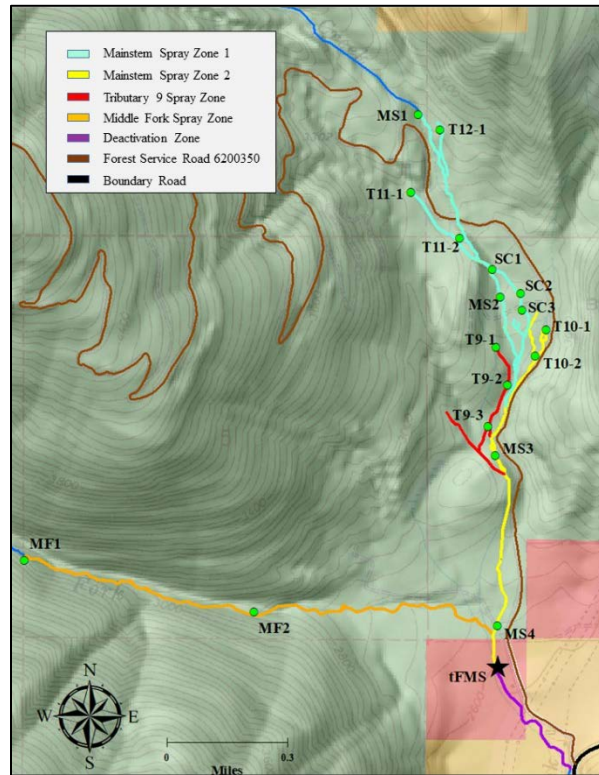 Mainstem Spray Zone 1
Mainstem Spray Zone 2
Tributary 9 Spray Zone
Middle Fork Spray Zone
Deactivation Zone
Forest Service Road 6200350
Boundary Road
MS1
T12-1
T11-1
T11-2
SC1
SC2
MS2
SC3
T10-1
T9-1
T10-2
T9-2
T9-3
MS3
MF1
Fork
MF2
MS4
tFMS
N
W
E
S
0
0.3
Miles